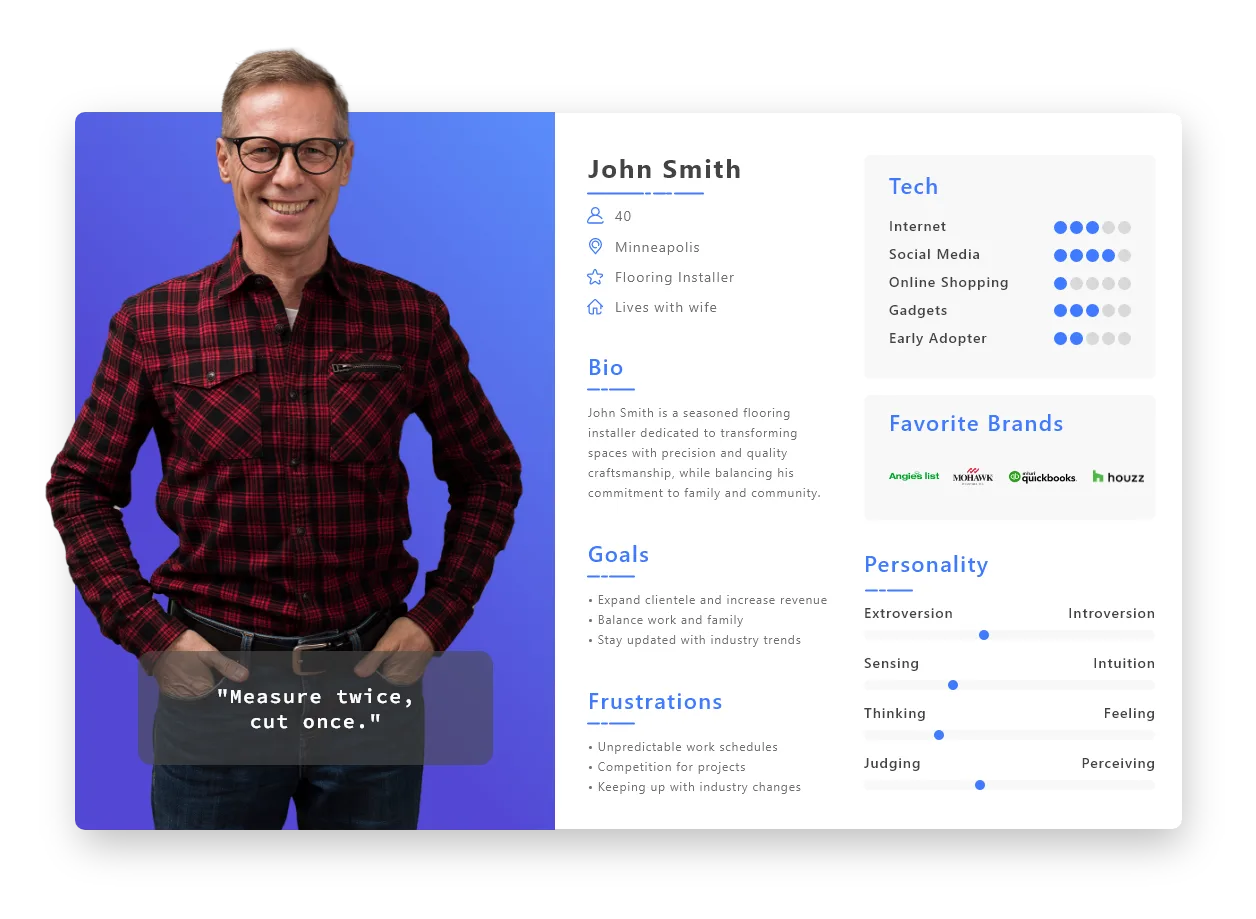 "Measure twice,
cut once."
John Smith
40
Minneapolis
Flooring Installer
Lives with wife
Bio
John Smith is a seasoned flooring
installer dedicated to transforming
spaces with precision and quality
craftsmanship, while balancing his
commitment to family and community.
Goals
• Expand clientele and increase revenue
• Balance work and family
• Stay updated with industry trends
Frustrations
• Unpredictable work schedules
• Competition for projects
• Keeping up with industry changes
Tech
Internet
Social Media
Online Shopping
Gadgets
Early Adopter
Favorite Brands
Angie's list
MOHAWK
intuit
quickbooks.
houzz
Personality
Extroversion Introversion
Sensing Intuition
Thinking Feeling
Judging Perceiving